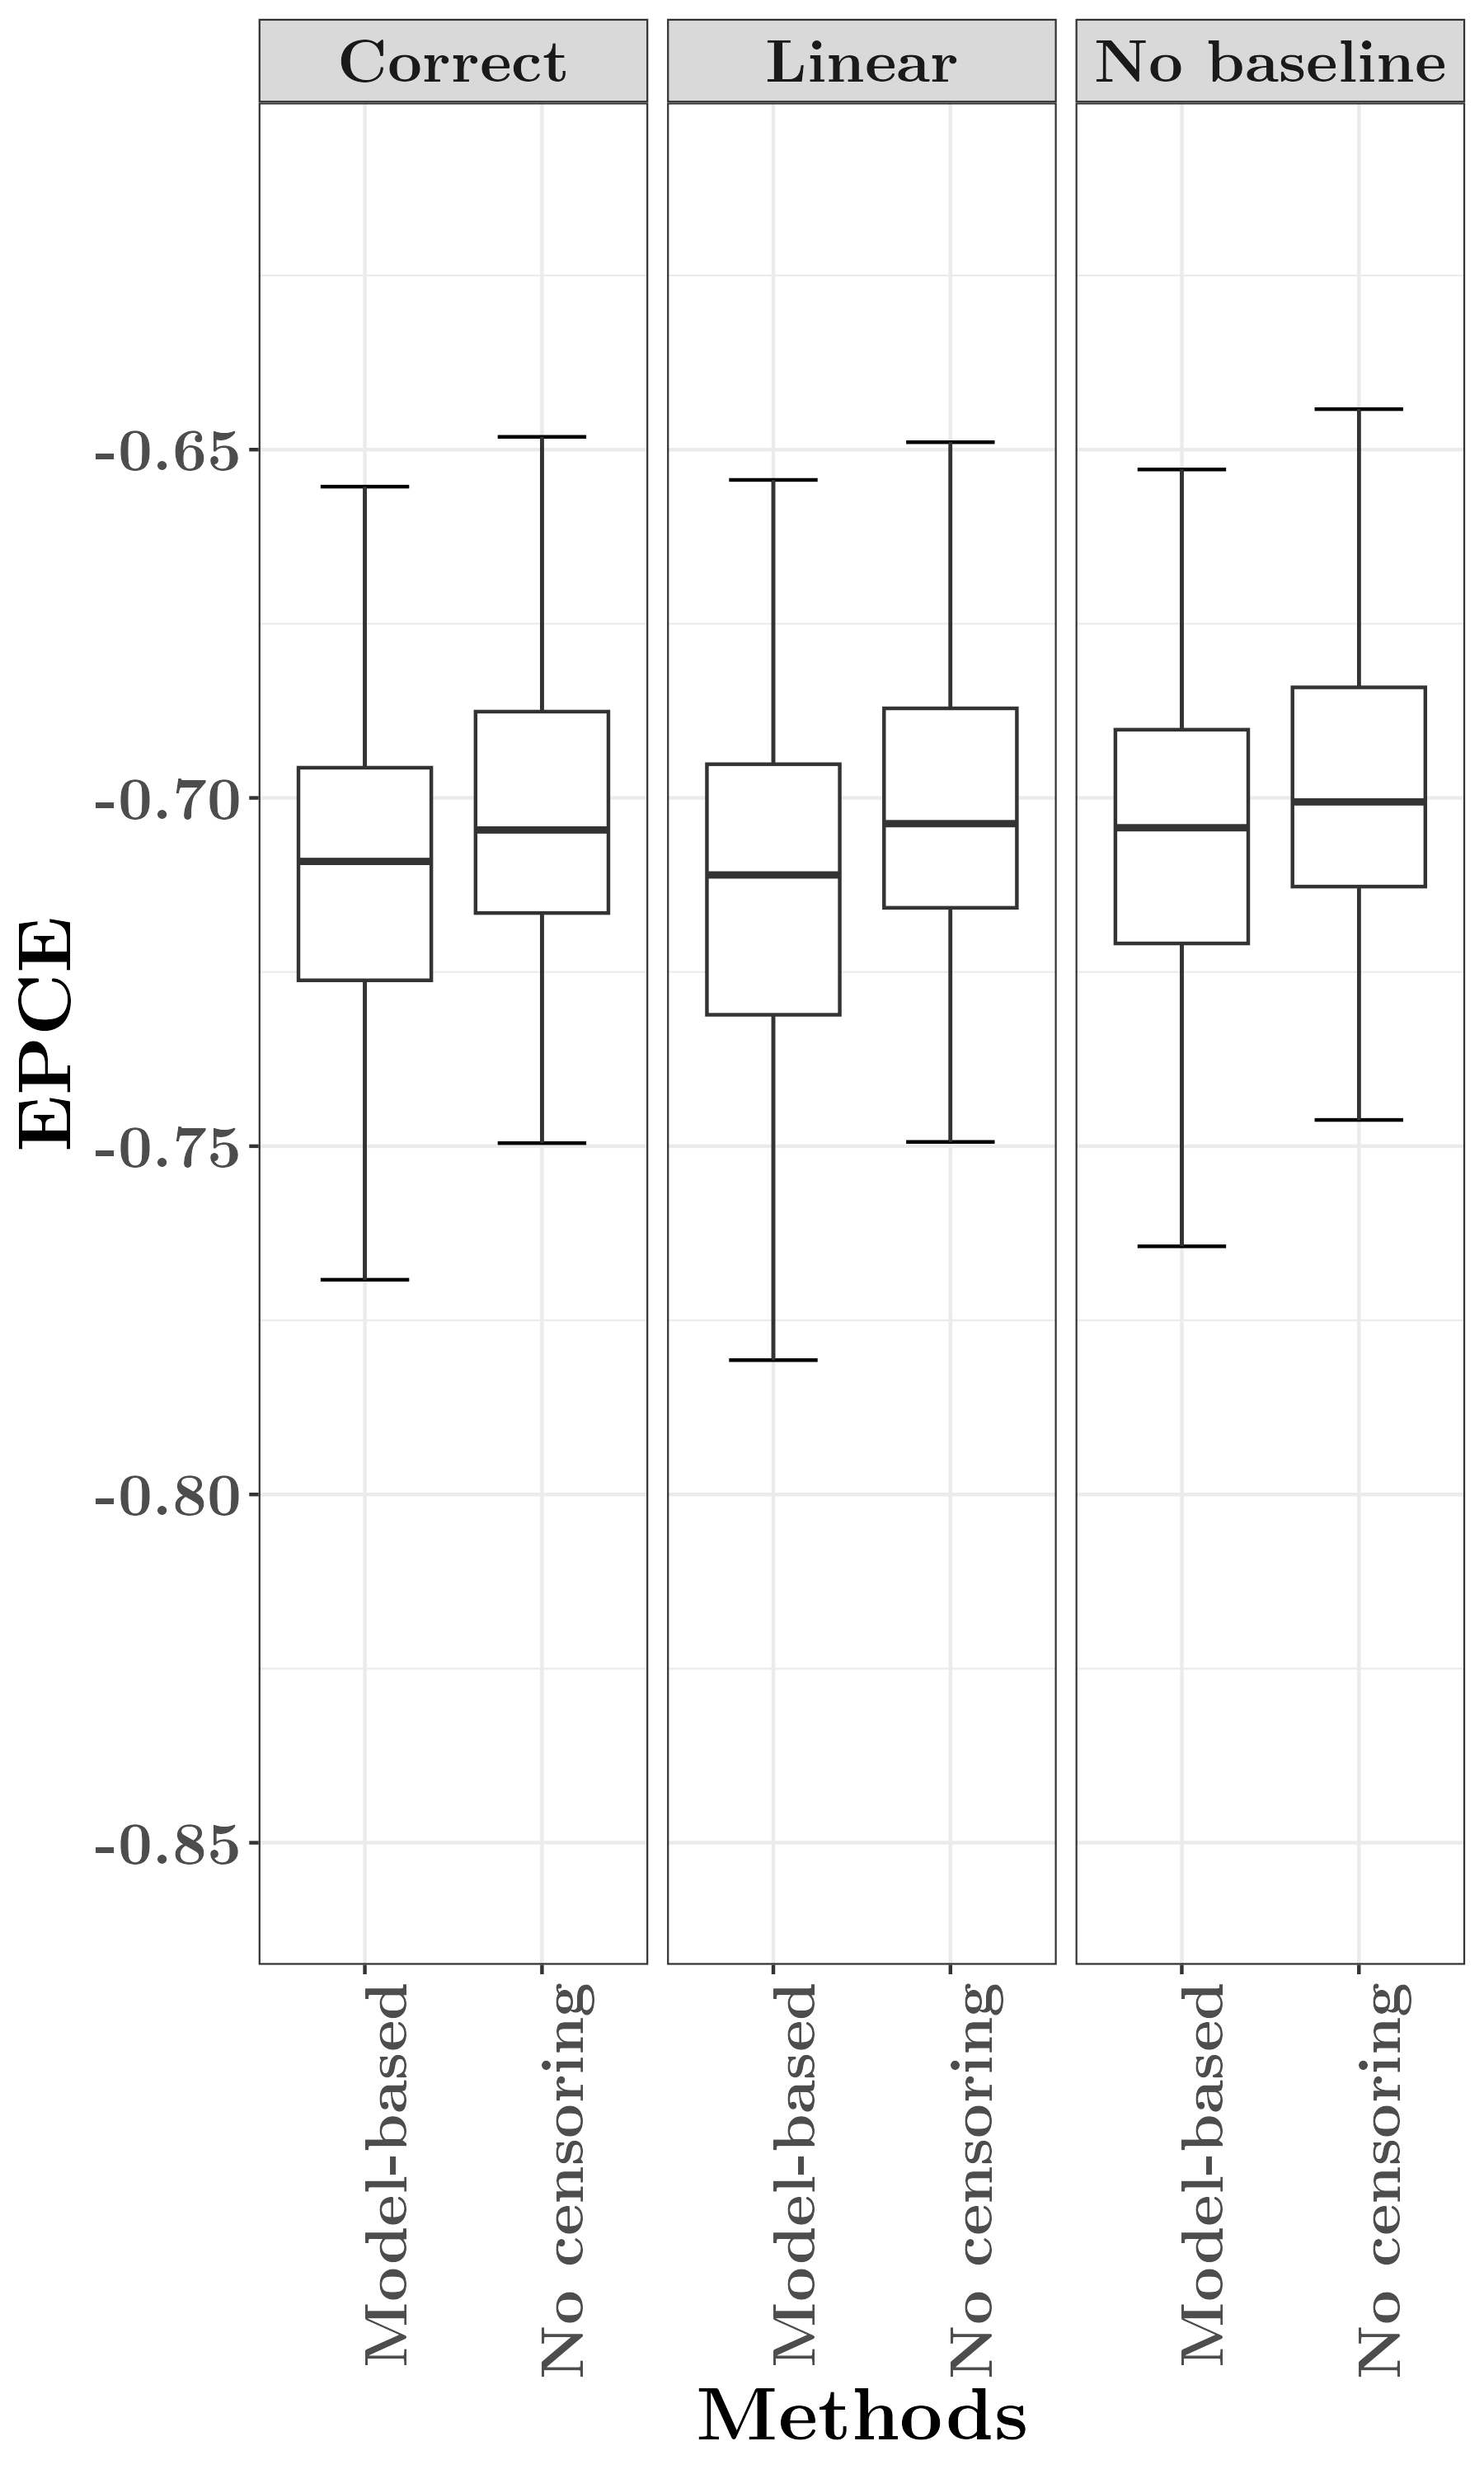 Correct
Linear
No baseline
EPCE
-0.65
-0.70
-0.75
-0.80
-0.85
Model-based
No censoring
Model-based
No censoring
Model-based
No censoring
Methods